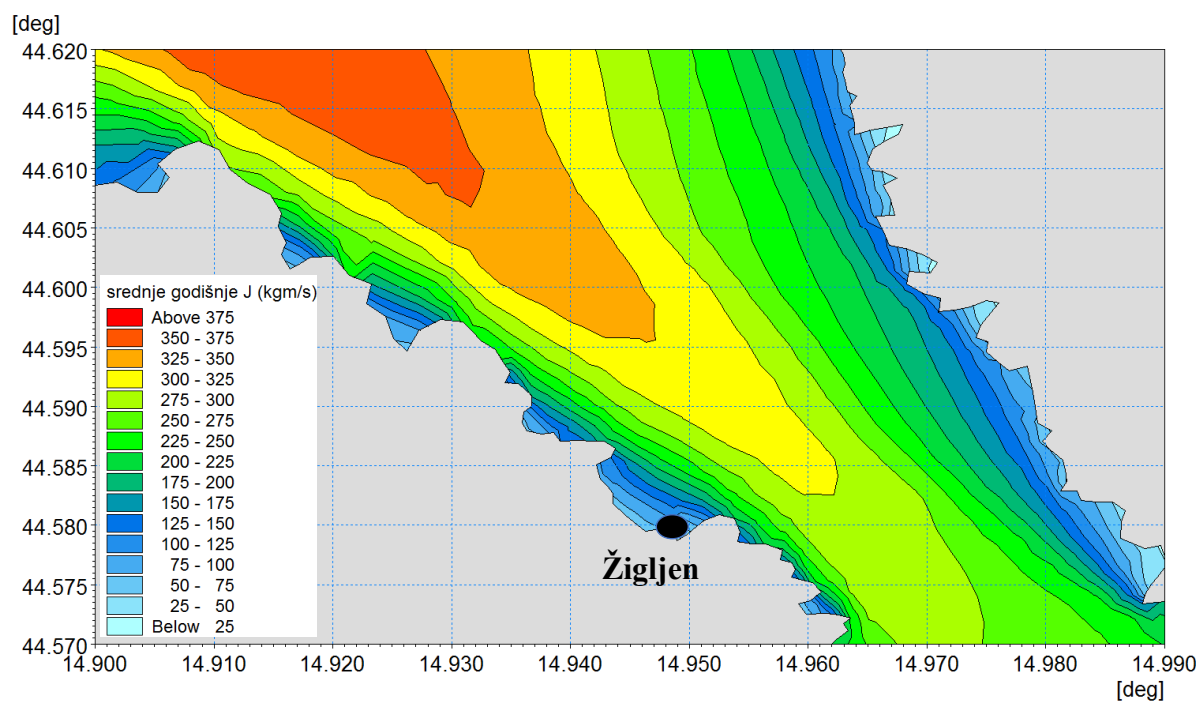 [deg]
44.620
44.615
44.610
44.605
44.600
44.595
44.590
44.585
44.580
44.575
44.570
srednje godišnje J (kgm/s)
Above 375
350 - 375
325 - 350
300 - 325
275 - 300
250 - 275
225 - 250
200 - 225
175 - 200
150 - 175
125 - 150
100 - 125
75 - 100
50 - 75
25 - 50
Below 25
Žigljen
14.900 14.910 14.920 14.930 14.940 14.950 14.960 14.970 14.980 14.990
[deg]